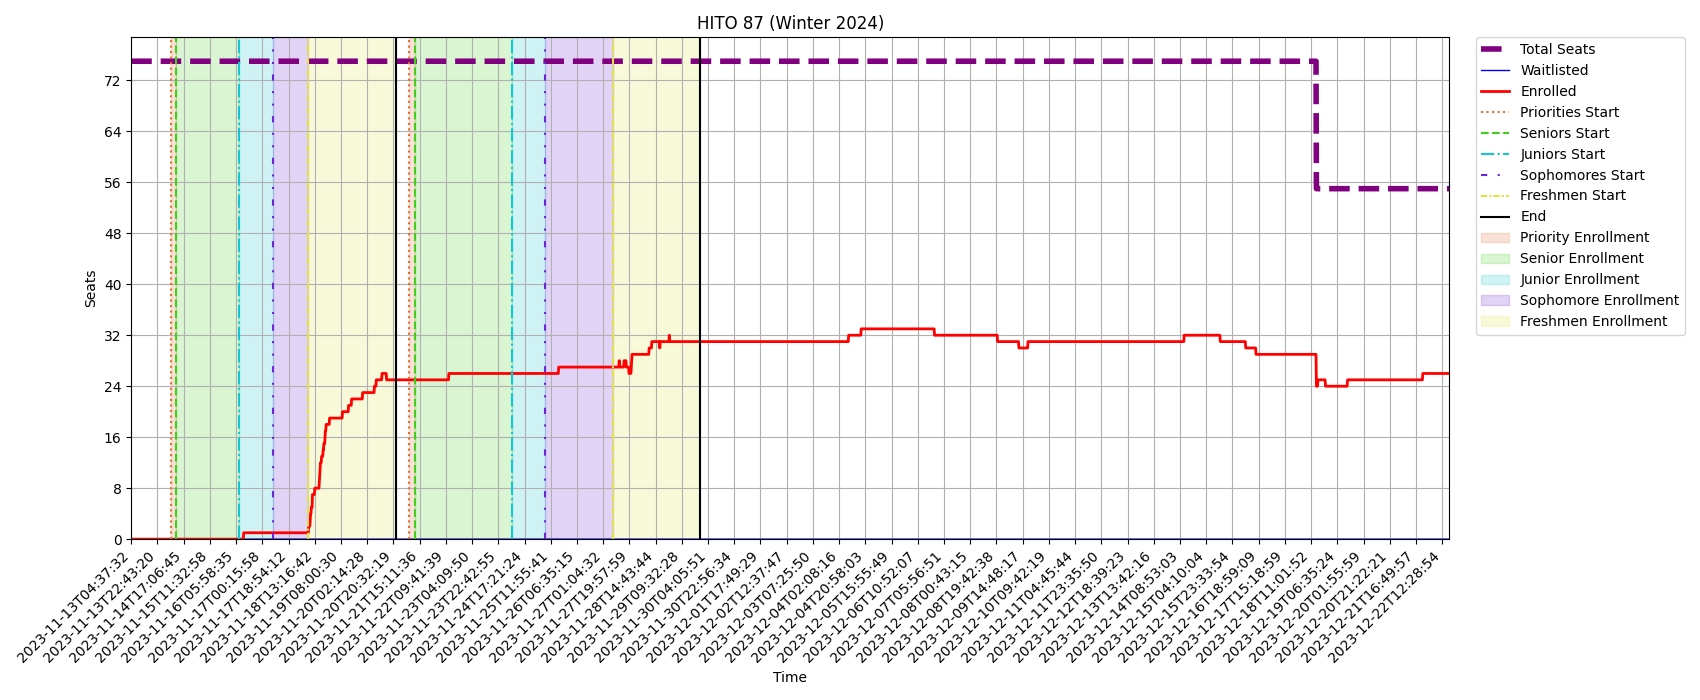 HITO 87 (Winter 2024)
Seats
72
64
56
48
40
32
24
16
8
0
2023-11-13T04:37:32
2023-11-13T22:43:20
2023-11-14T17:06:45
2023-11-15T11:32:58
2023-11-16T05:58:35
2023-11-17T00:15:58
2023-11-17T18:54:12
2023-11-18T13:16:42
2023-11-19T08:00:30
2023-11-20T02:14:28
2023-11-20T20:32:19
2023-11-21T15:11:36
2023-11-22T09:41:39
2023-11-23T04:09:50
2023-11-23T22:42:55
2023-11-24T17:21:24
2023-11-25T11:55:41
2023-11-26T06:35:15
2023-11-27T01:04:32
2023-11-27T19:57:59
2023-11-28T14:43:44
2023-11-29T09:32:28
2023-11-30T04:05:51
2023-11-30T22:56:34
2023-12-01T17:49:29
2023-12-02T12:37:47
2023-12-03T07:25:50
2023-12-04T02:08:16
2023-12-04T20:58:03
2023-12-05T15:55:49
2023-12-06T10:52:07
2023-12-07T05:56:51
2023-12-08T00:43:15
2023-12-08T19:42:38
2023-12-09T14:48:17
2023-12-10T09:42:19
2023-12-11T04:45:44
2023-12-11T23:35:50
2023-12-12T18:39:23
2023-12-13T13:42:16
2023-12-14T08:53:03
2023-12-15T04:10:04
2023-12-15T23:33:54
2023-12-16T18:59:09
2023-12-17T15:18:59
2023-12-18T11:01:52
2023-12-19T06:35:24
2023-12-20T01:55:59
2023-12-20T21:22:21
2023-12-21T16:49:57
2023-12-22T12:28:54
Time
Total Seats
Waitlisted
Enrolled
Priorities Start
Seniors Start
Juniors Start
Sophomores Start
Freshmen Start
End
Priority Enrollment
Senior Enrollment
Junior Enrollment
Sophomore Enrollment
Freshmen Enrollment